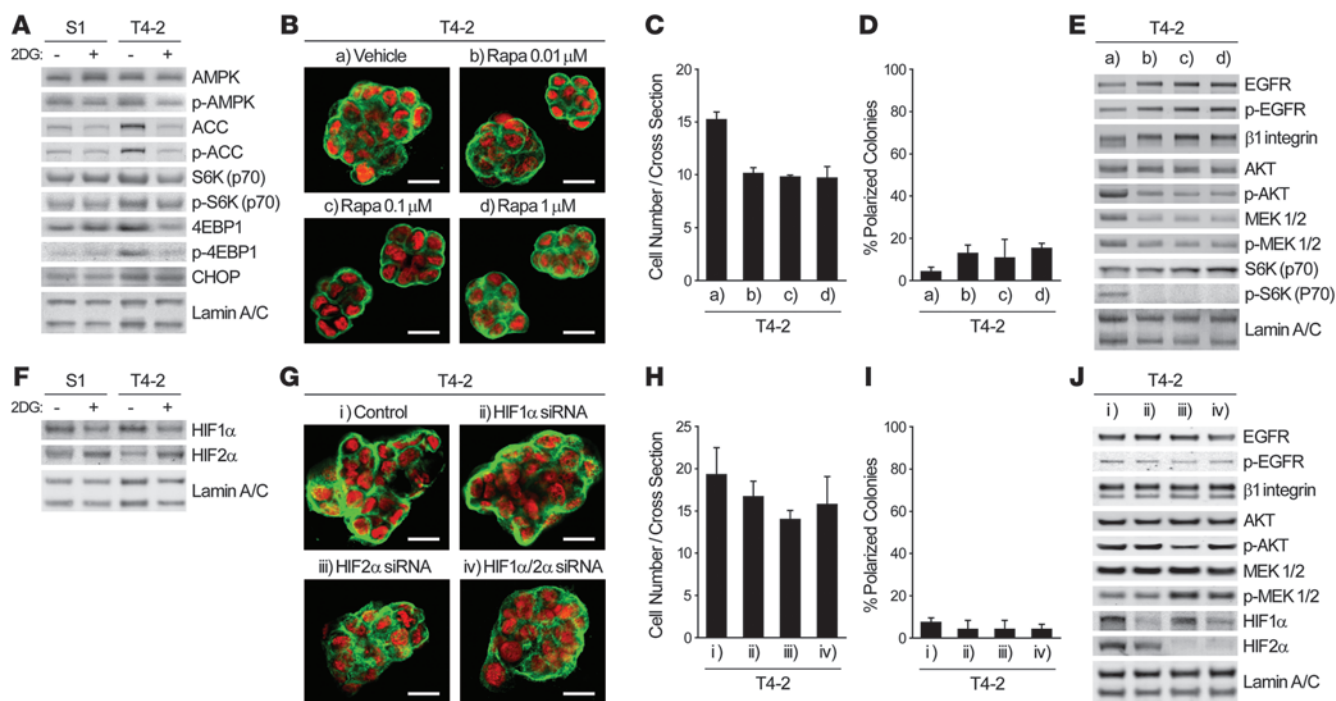 A
S1 T4-2
2DG: - + - +
AMPK
p-AMPK
ACC
p-ACC
S6K (p70)
p-S6K (p70)
4EBP1
p-4EBP1
CHOP
Lamin A/C
B
T4-2
a) Vehicle
b) Rapa 0.01 μM
c) Rapa 0.1 μM
d) Rapa 1 μM
C
Cell Number / Cross Section
20
15
10
5
0
a) b) c) d)
T4-2
D
% Polarized Colonies
100
80
60
40
20
0
a) b) c) d)
T4-2
E
T4-2
a) b) c) d)
EGFR
p-EGFR
β1 integrin
AKT
p-AKT
MEK 1/2
p-MEK 1/2
S6K (p70)
p-S6K (P70)
Lamin A/C
F
S1 T4-2
2DG: - + - +
HIF1α
HIF2α
Lamin A/C
G
T4-2
i) Control
ii) HIF1α siRNA
iii) HIF2α siRNA
iv) HIF1α/2α siRNA
H
Cell Number / Cross Section
25
20
15
10
5
0
i) ii) iii) iv)
T4-2
I
% Polarized Colonies
100
80
60
40
20
0
i) ii) iii) iv)
T4-2
J
T4-2
i) ii) iii) iv)
EGFR
p-EGFR
β1 integrin
AKT
p-AKT
MEK 1/2
p-MEK 1/2
HIF1α
HIF2α
Lamin A/C